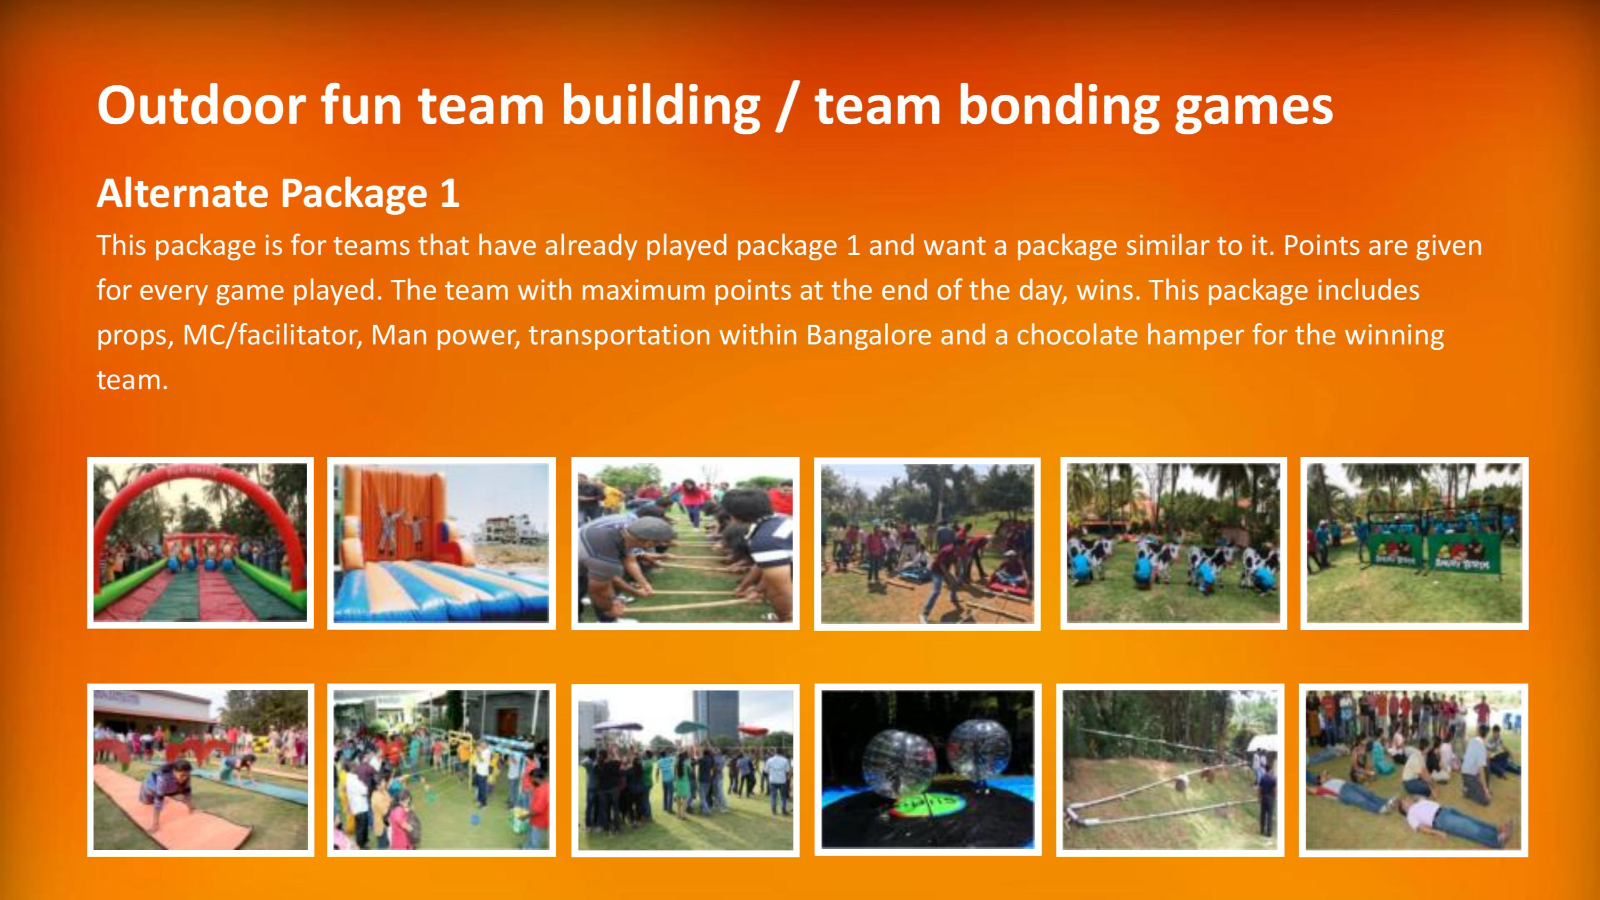 Outdoor fun team building / team bonding games
Alternate Package 1
This package is for teams that have already played package 1 and want a package similar to it. Points are given
for every game played. The team with maximum points at the end of the day, wins. This package includes
props, MC/facilitator, Man power, transportation within Bangalore and a chocolate hamper for the winning
team.